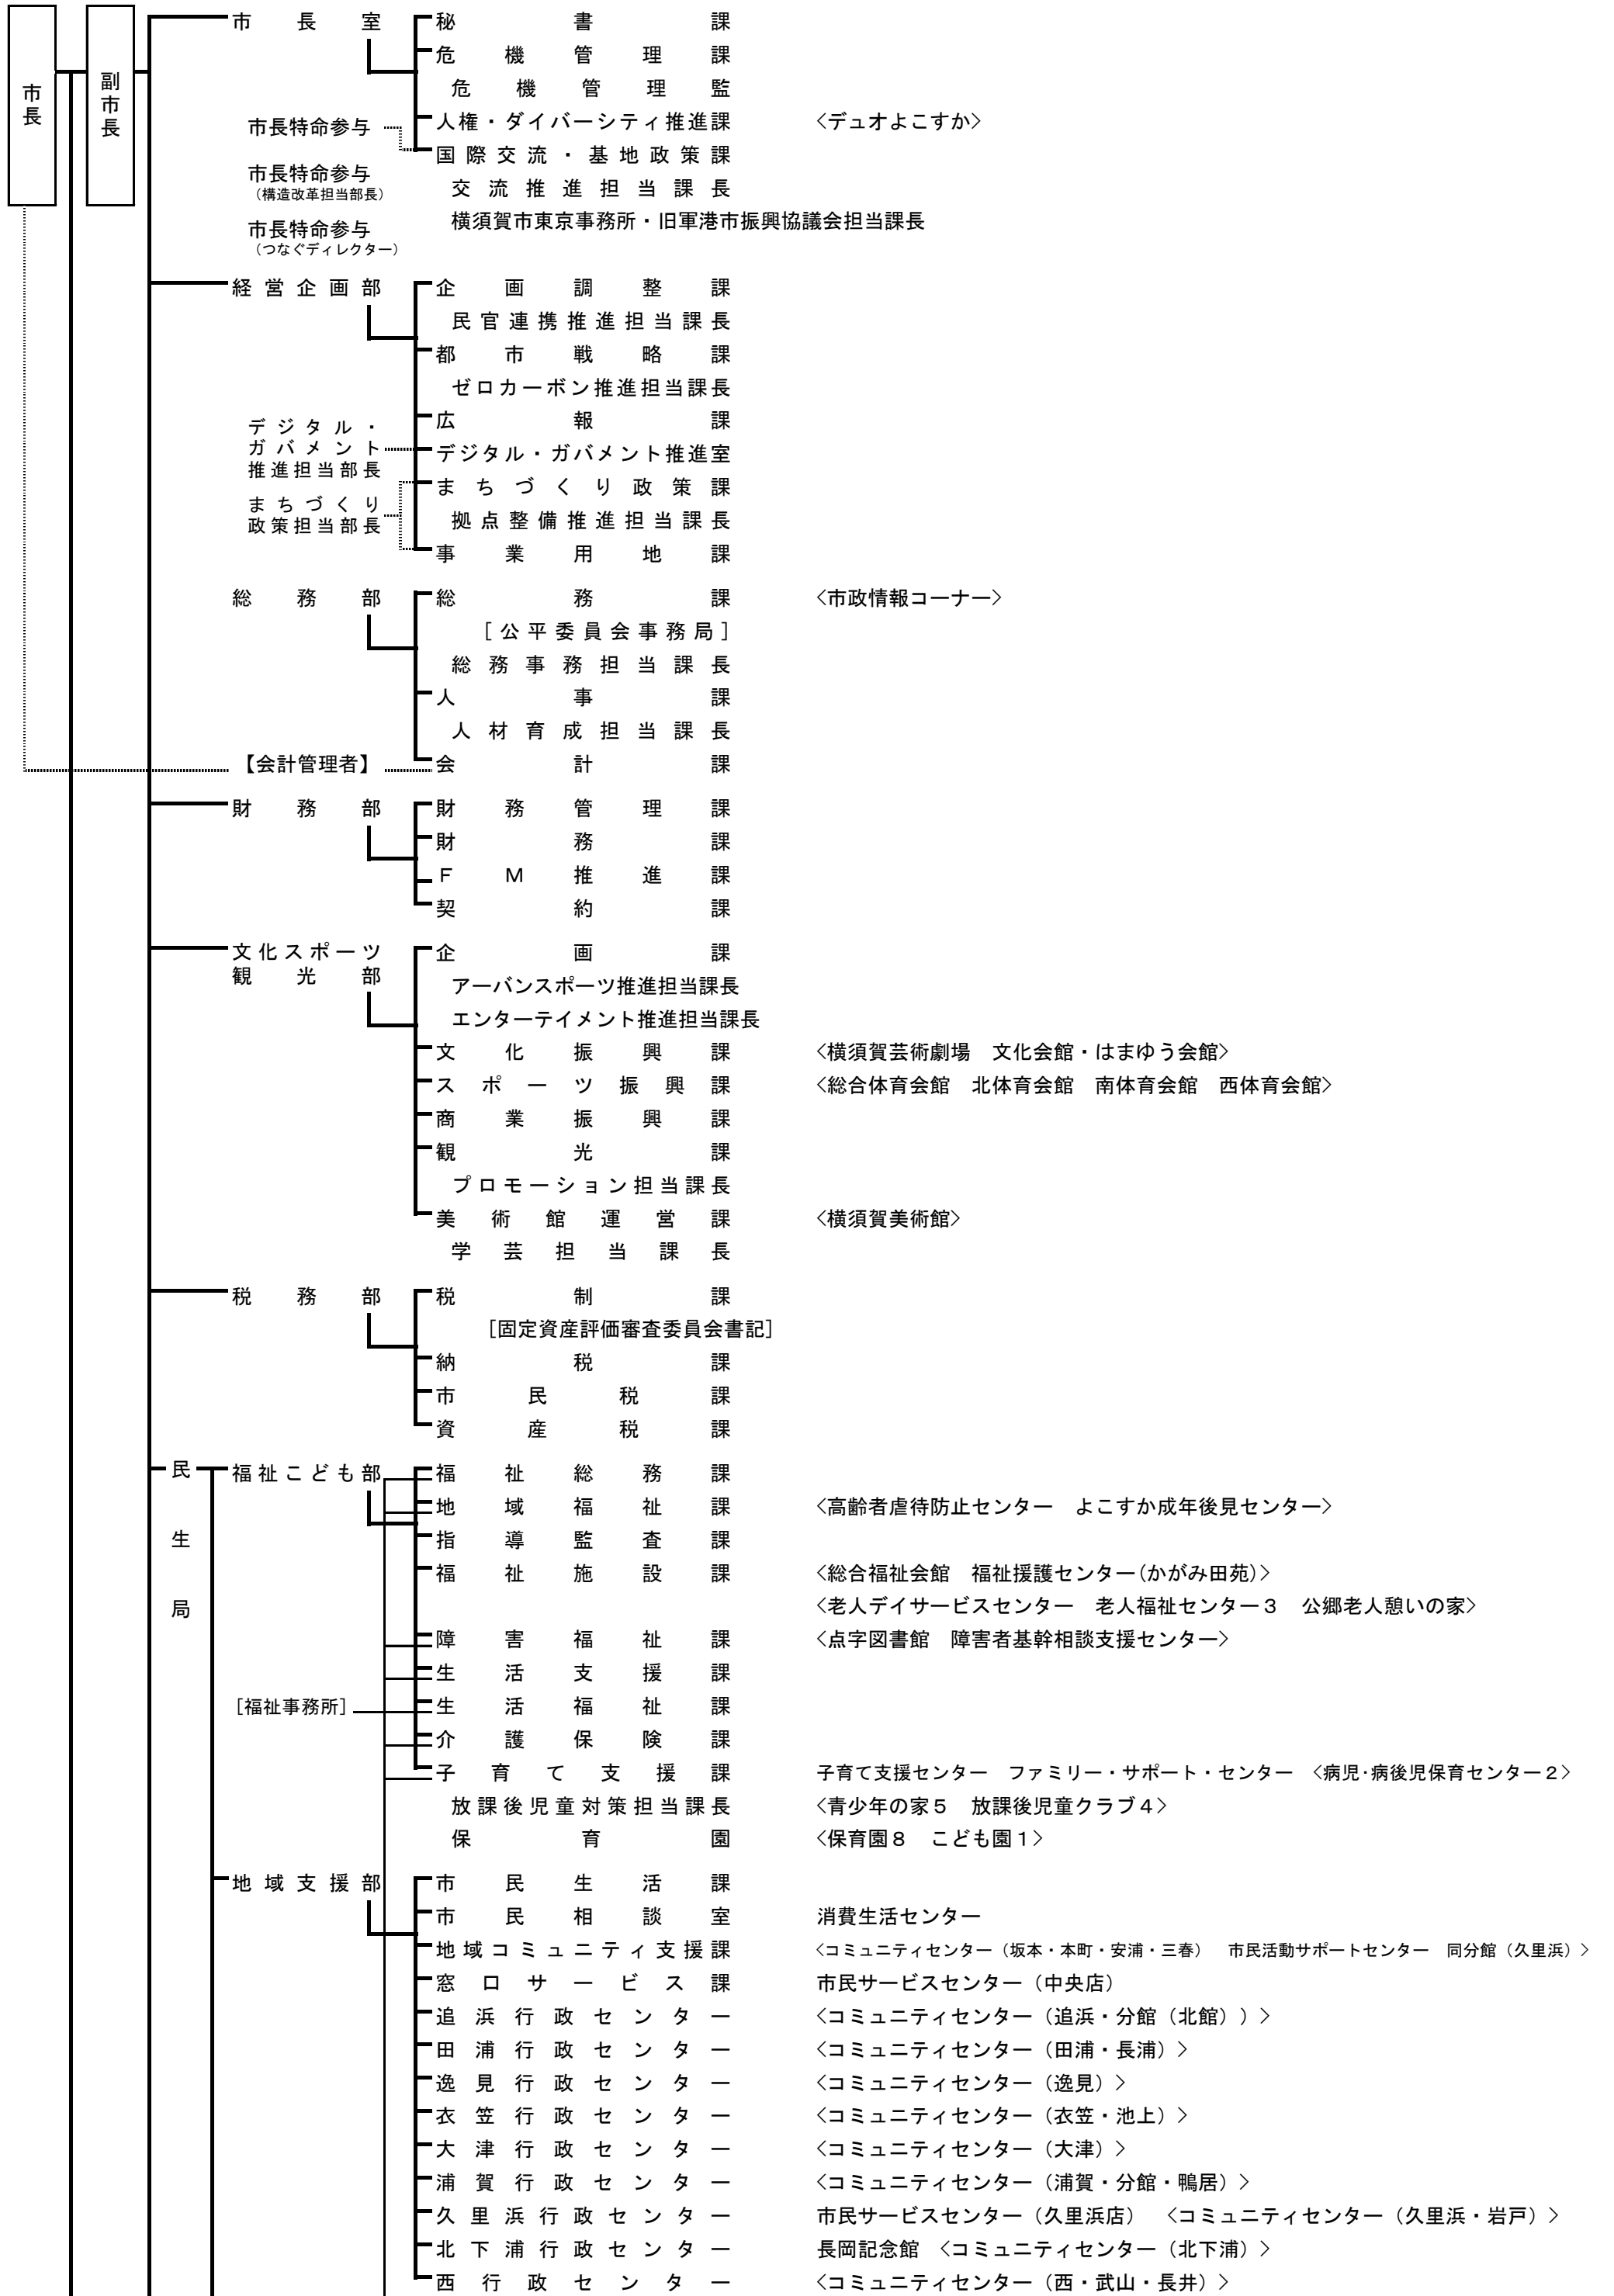 市長
副市長
市長室
秘書課
危機管理課
危機管理監
人権・ダイバーシティ推進課 〈デュオよこすか〉
市長特命参与
国際交流・基地政策課
市長特命参与
（構造改革担当部長）
交流推進担当課長
横須賀市東京事務所・旧軍港市振興協議会担当課長
市長特命参与
（つなぐディレクター）
経営企画部
企画調整課
民官連携推進担当課長
都市戦略課
ゼロカーボン推進担当課長
広報課
デジタル・
ガバメント
推進担当部長
デジタル・ガバメント推進室
まちづくり政策課
まちづくり
政策担当部長
拠点整備推進担当課長
事業用地課
総務部
総務課 〈市政情報コーナー〉
［公平委員会事務局］
総務事務担当課長
人事課
人材育成担当課長
【会計管理者】
会計課
財務部
財務管理課
財務課
ＦＭ推進課
契約課
文化スポーツ
観光部
企画課
アーバンスポーツ推進担当課長
エンターテイメント推進担当課長
文化振興課 〈横須賀芸術劇場　文化会館・はまゆう会館〉
スポーツ振興課 〈総合体育会館　北体育会館　南体育会館　西体育会館〉
商業振興課
観光課
プロモーション担当課長
美術館運営課 〈横須賀美術館〉
学芸担当課長
税務部
税制課
［固定資産評価審査委員会書記］
納税課
市民税課
資産税課
民生局
福祉こども部
福祉総務課
地域福祉課 〈高齢者虐待防止センター　よこすか成年後見センター〉
指導監査課
福祉施設課 〈総合福祉会館　福祉援護センター(かがみ田苑)〉
〈老人デイサービスセンター　老人福祉センター３　公郷老人憩いの家〉
障害福祉課 〈点字図書館　障害者基幹相談支援センター〉
生活支援課
［福祉事務所］
生活福祉課
介護保険課
子育て支援課 子育て支援センター　ファミリー・サポート・センター　〈病児･病後児保育センター２〉
放課後児童対策担当課長 〈青少年の家５　放課後児童クラブ４〉
保育園 〈保育園８　こども園１〉
地域支援部
市民生活課
市民相談室 消費生活センター
地域コミュニティ支援課 〈コミュニティセンター（坂本・本町・安浦・三春）　市民活動サポートセンター　同分館（久里浜）〉
窓口サービス課 市民サービスセンター（中央店）
追浜行政センター 〈コミュニティセンター（追浜・分館（北館））〉
田浦行政センター 〈コミュニティセンター（田浦・長浦）〉
逸見行政センター 〈コミュニティセンター（逸見）〉
衣笠行政センター 〈コミュニティセンター（衣笠・池上）〉
大津行政センター 〈コミュニティセンター（大津）〉
浦賀行政センター 〈コミュニティセンター（浦賀・分館・鴨居）〉
久里浜行政センター 市民サービスセンター（久里浜店）　〈コミュニティセンター（久里浜・岩戸）〉
北下浦行政センター 長岡記念館　〈コミュニティセンター（北下浦）〉
西行政センター 〈コミュニティセンター（西・武山・長井）〉